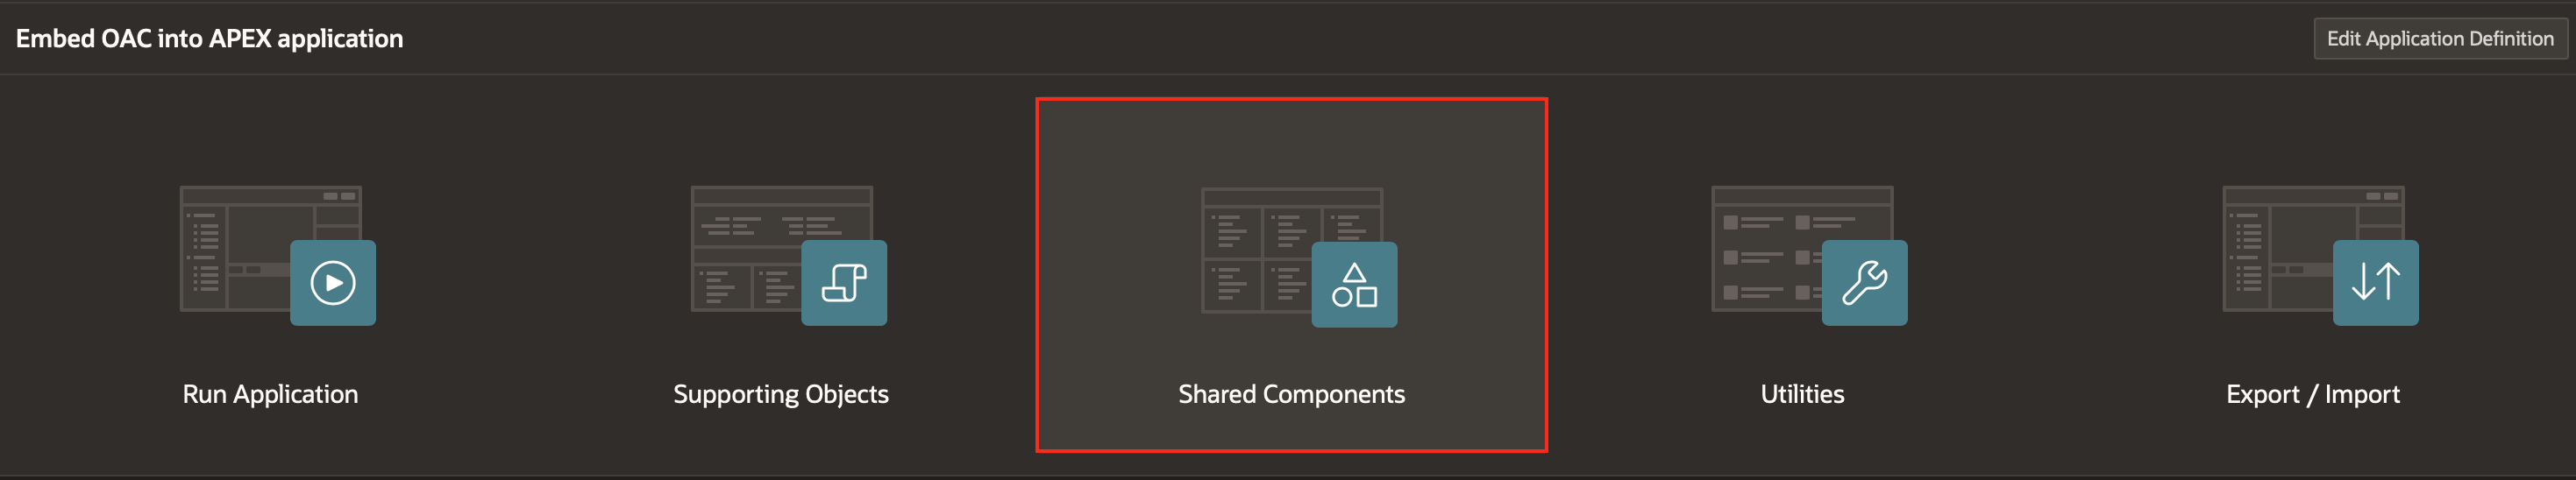 Embed OAC into APEX application
Edit Application Definition
Run Application
Supporting Objects
Shared Components
Utilities
Export / Import